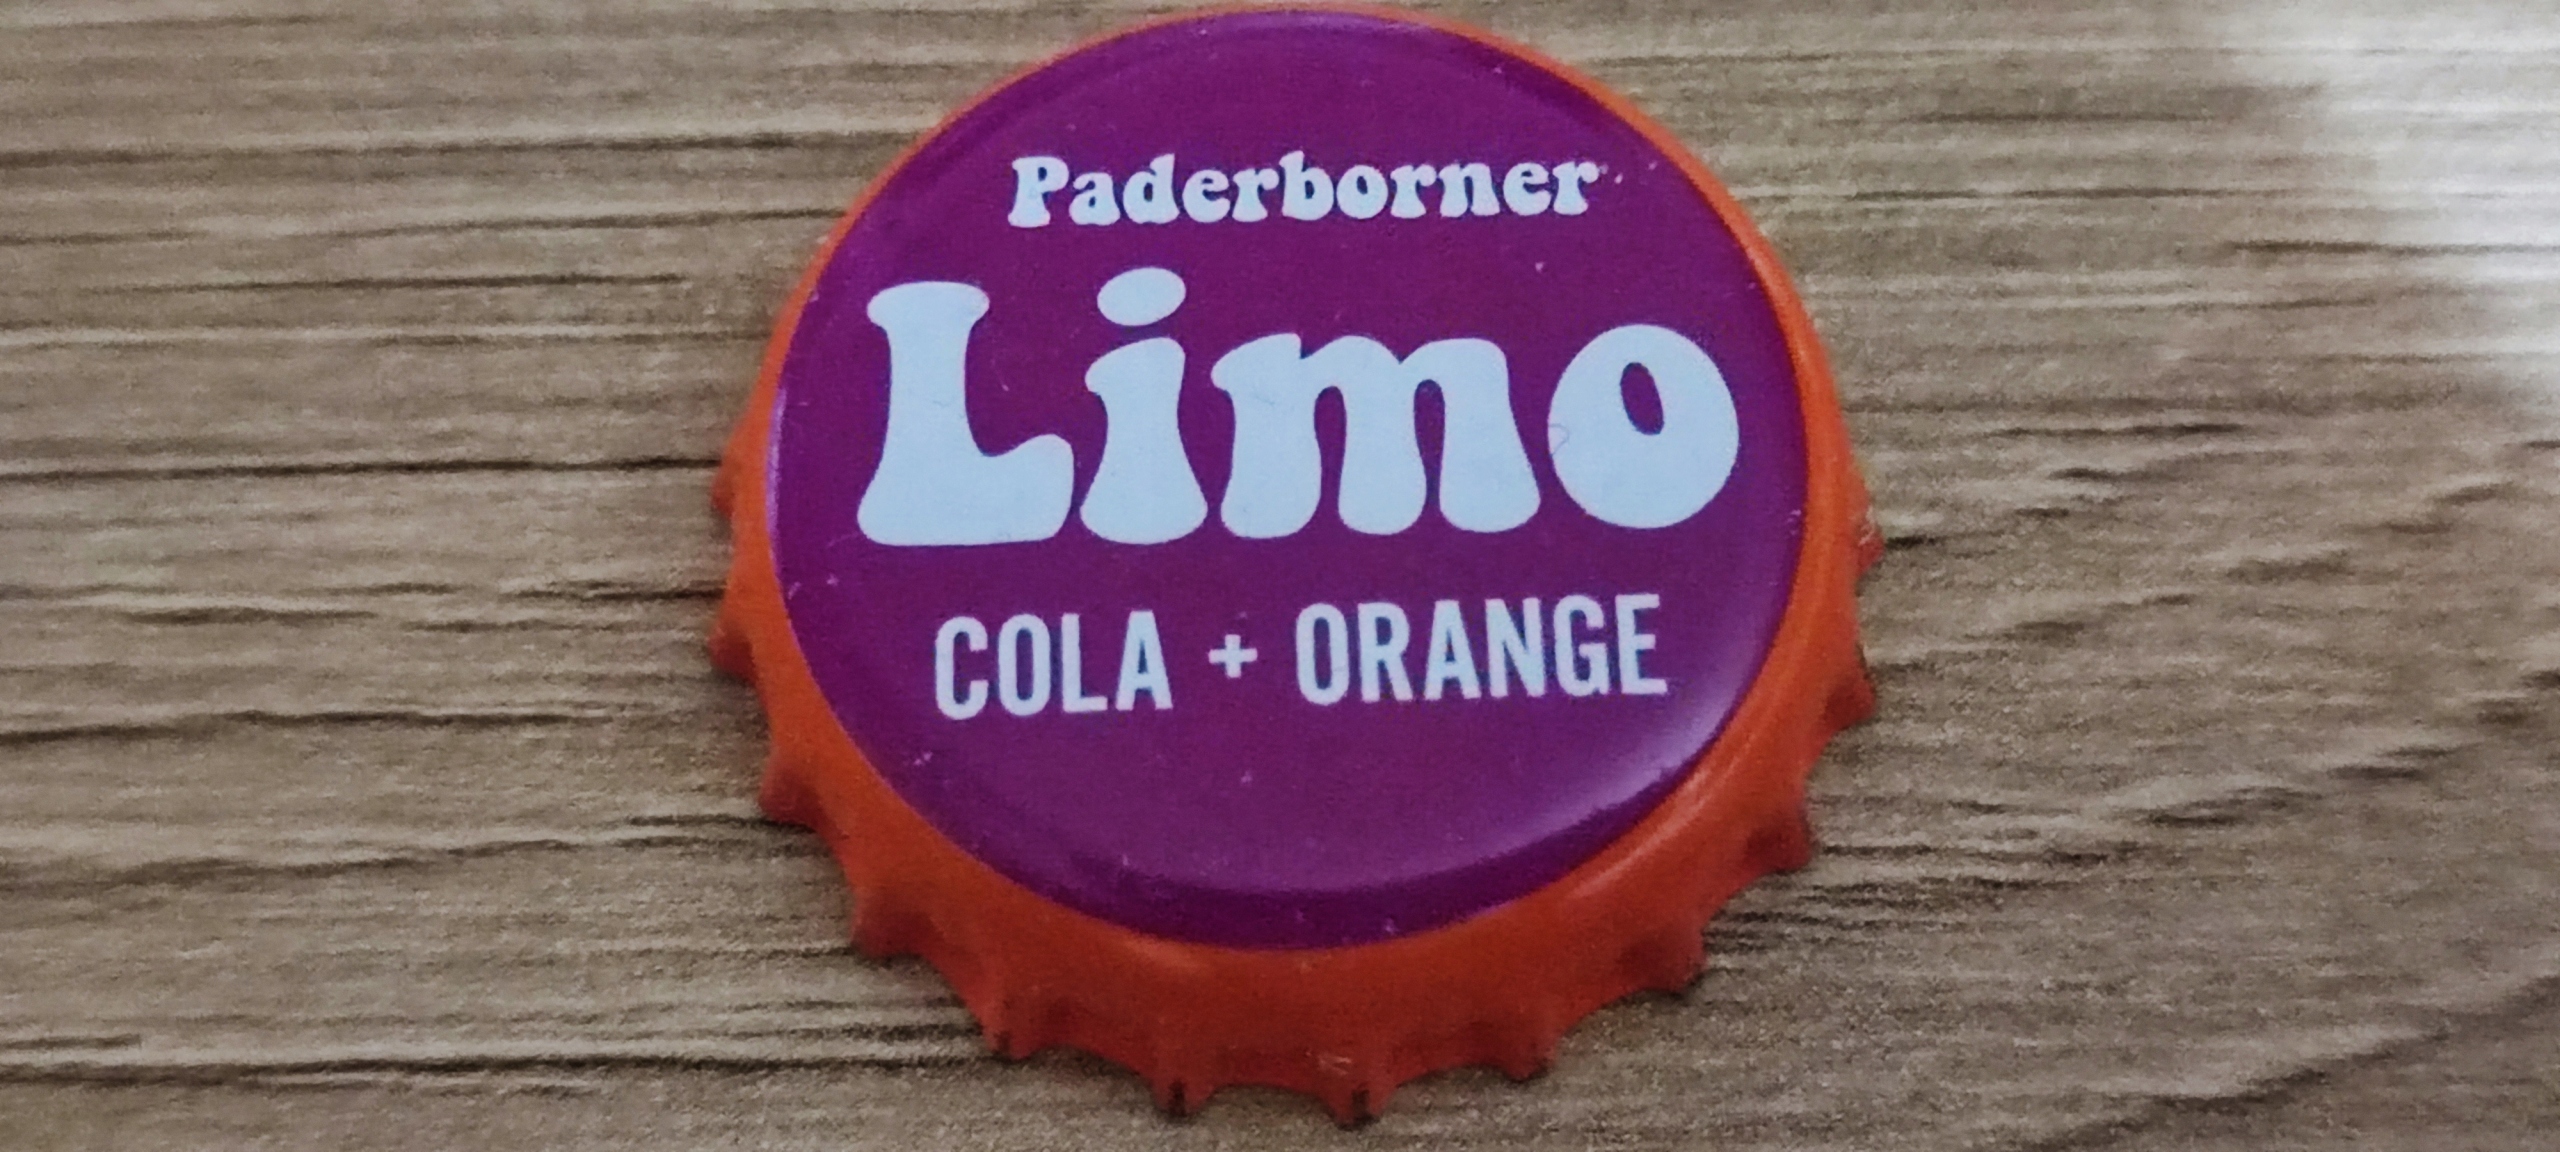 Paderborner
Limo
COLA + ORANGE